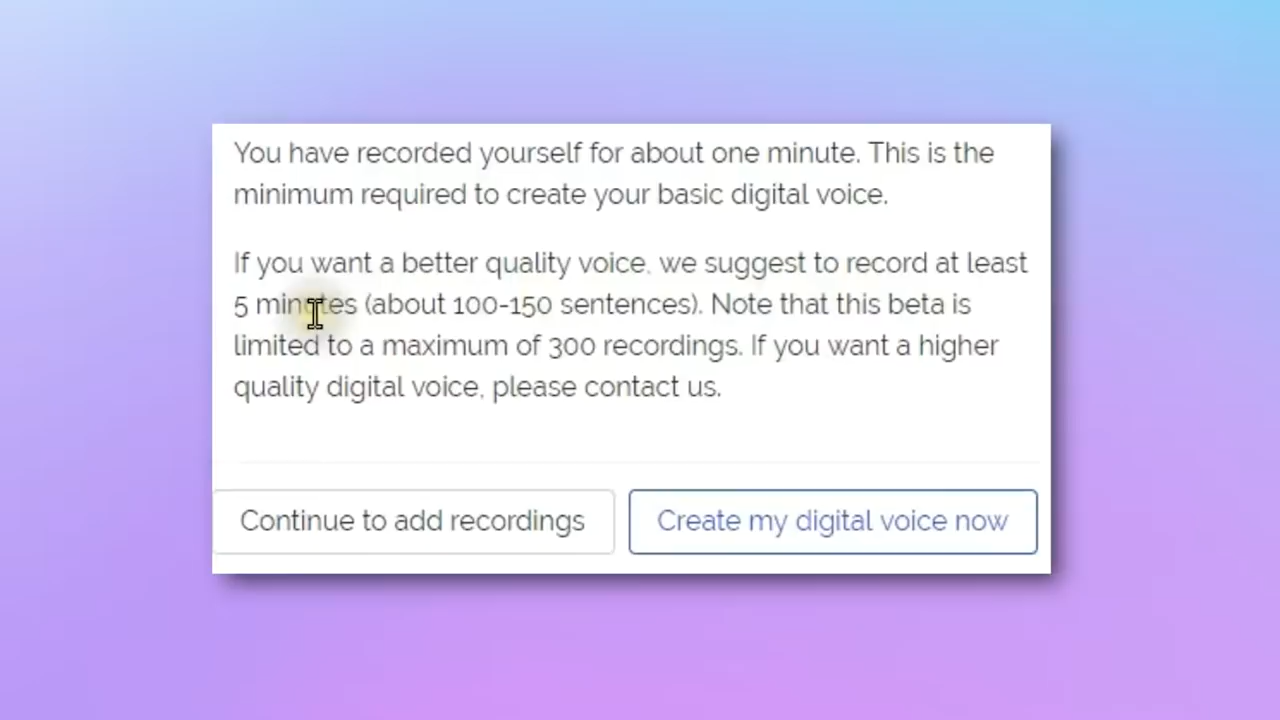 You have recorded yourself for about one minute. This is the
minimum required to create your basic digital voice.
If you want a better quality voice, we suggest to record at least
5 minutes (about 100-150 sentences). Note that this beta is
limited to a maximum of 300 recordings. If you want a higher
quality digital voice, please contact us.
Continue to add recordings
Create my digital voice now